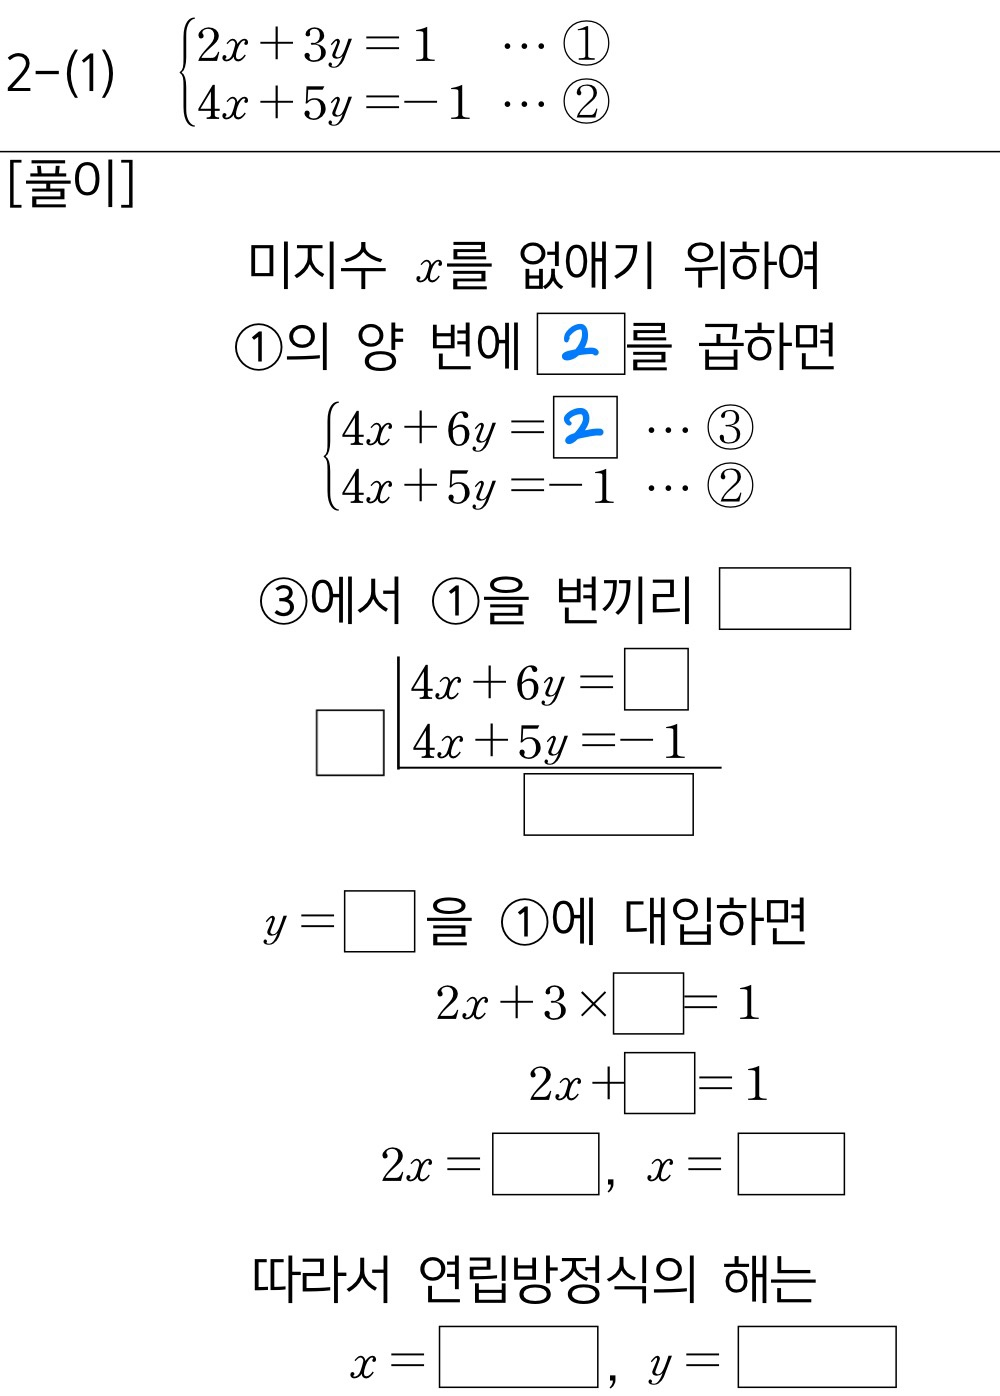 2-(1) { 2x + 3y = 1 … ①
4x + 5y = -1 … ②
[풀이]
미지수 x를 없애기 위하여
①의 양 변에 2 를 곱하면
{ 4x + 6y = 2 … ③
4x + 5y = -1 … ②
③에서 ①을 변끼리
4x + 6y =
4x + 5y = -1
y = 을 ①에 대입하면
2x + 3 × = 1
2x + = 1
2x = , x =
따라서 연립방정식의 해는
x = , y =